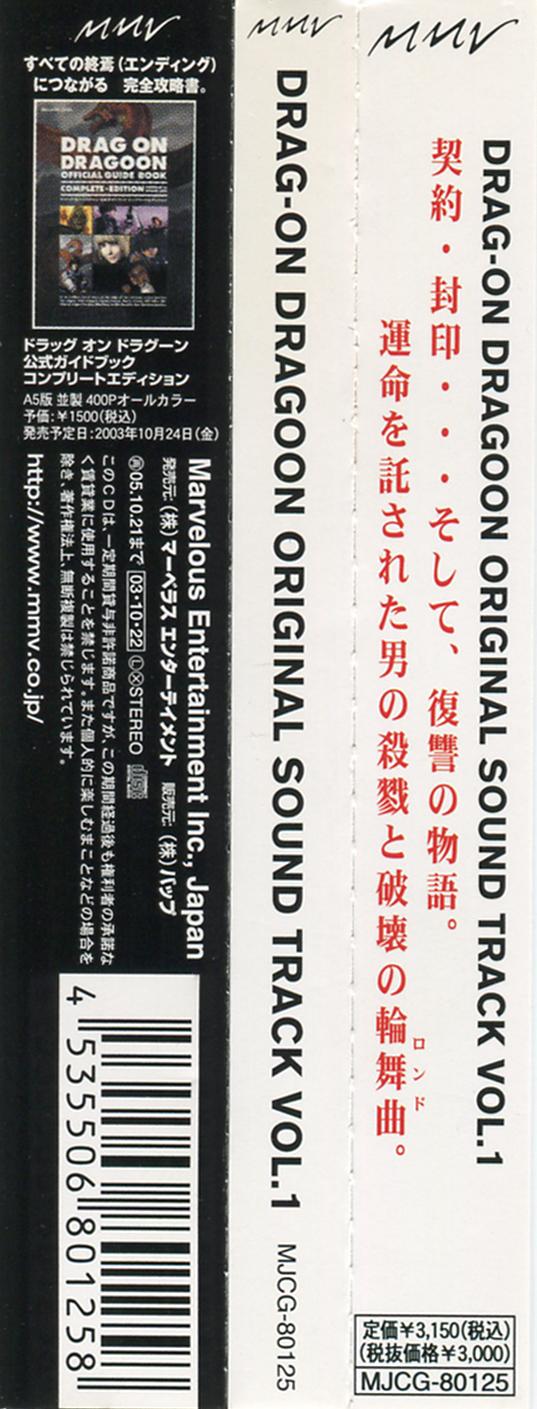 mmv
すべての終焉(エンディング)
につながる 完全攻略書。
DRAG ON
DRAGOON
OFFICIAL GUIDE BOOK
COMPLETE-EDITION
ドラッグ オン ドラグーン
公式ガイドブック
コンプリートエディション
A5版 並製 400Pオールカラー
予価:¥1500(税込)
発売予定日:2003年10月24日(金)
Marvelous Entertainment Inc., Japan
発売元:(株)マーベラス エンターテイメント 販売元:(株)バップ
05.10.21まで 03・10・22 STEREO
このCDは、一定期間貸与非許諾商品ですが、この期間経過後も権利者の承諾な
く賃貸業に使用することを禁じます。また個人的に楽しむまことなどの場合を
除き、著作権法上、無断複製は禁じられています。
http://www.mmv.co.jp/
4 535506 801258
mmv
DRAG-ON DRAGOON ORIGINAL SOUND TRACK VOL.1 MJCG-80125
mmv
DRAG-ON DRAGOON ORIGINAL SOUND TRACK VOL.1
契約・封印・・・そして、復讐の物語。
運命を託された男の殺戮と破壊の輪舞曲。
ロンド
定価¥3,150(税込)
(税抜価格¥3,000)
MJCG-80125